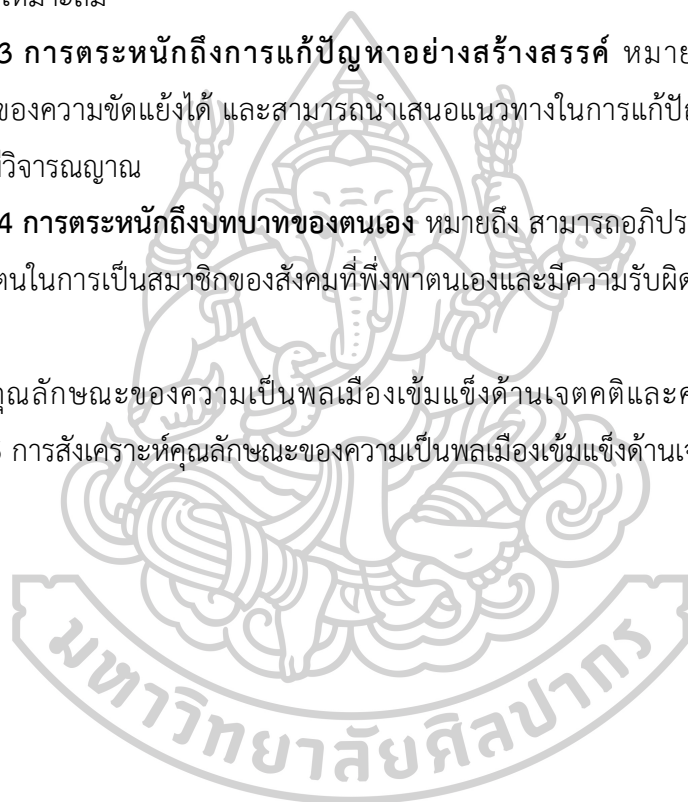 เหมาะสม
3 การตระหนักถึงการแก้ปัญหาอย่างสร้างสรรค์ หมาย
ของความขัดแย้งได้ และสามารถนำเสนอแนวทางในการแก้ปั
วิจารณญาณ
4 การตระหนักถึงบทบาทของตนเอง หมายถึง สามารถอภิปร
ตนในการเป็นสมาชิกของสังคมที่พึ่งพาตนเองและมีความรับผิด
คุณลักษณะของความเป็นพลเมืองเข้มแข็งด้านเจตคติและค
การสังเคราะห์คุณลักษณะของความเป็นพลเมืองเข้มแข็งด้านเจ
มหาวิทยาลัยศิลปากร